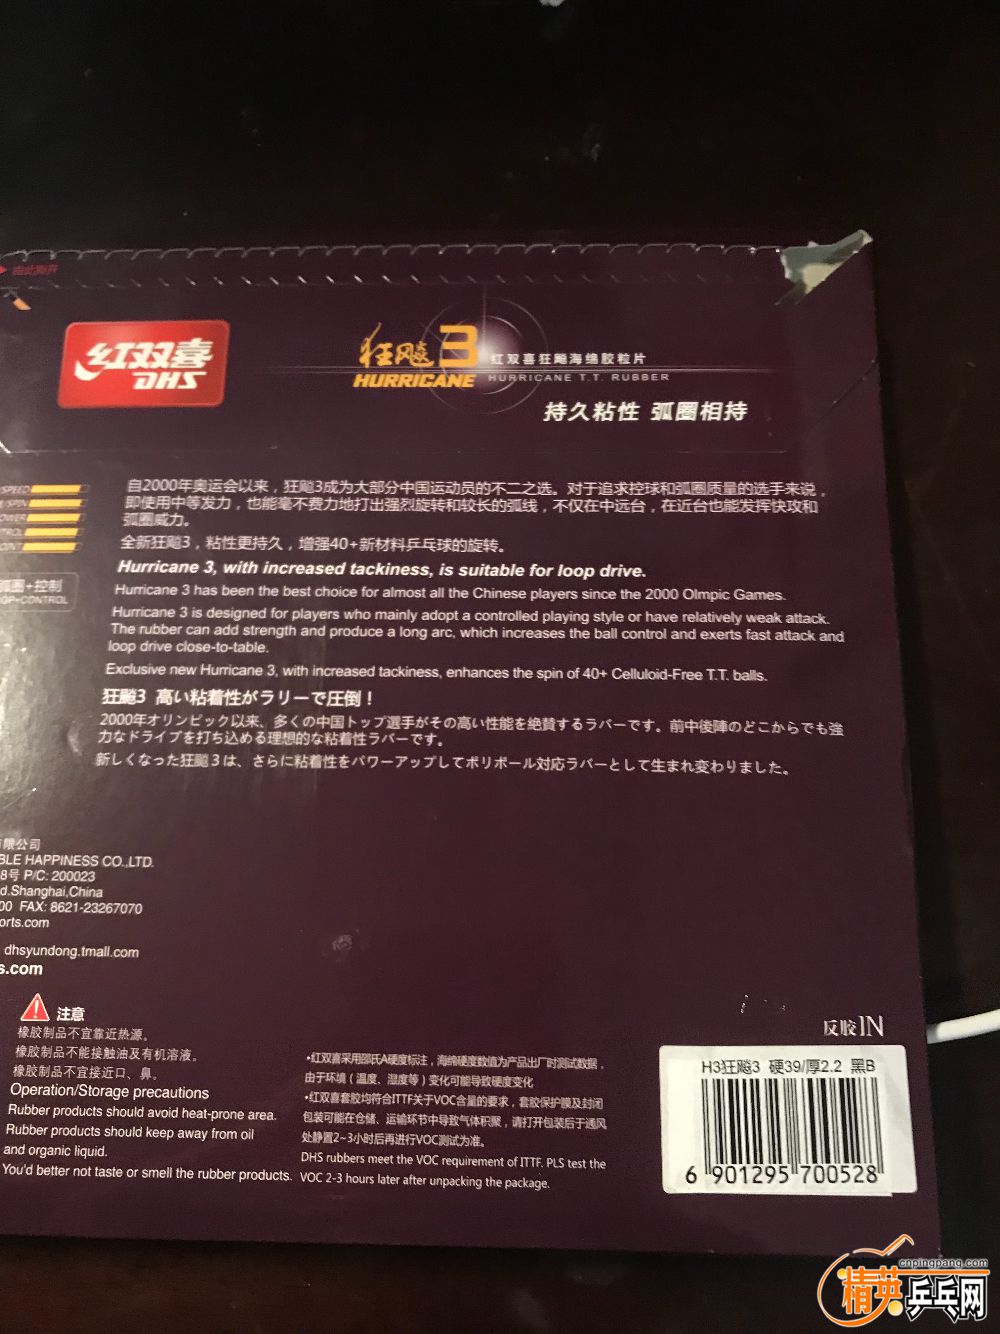 由此撕开
红双喜
DHS
狂飚3
HURRICANE
红双喜狂飚海绵胶粒片
HURRICANE T.T. RUBBER
持久粘性 弧圈相持
SPEED
/SPIN
OWER
TROL
OINT
弧圈+控制
OP+CONTROL
自2000年奥运会以来，狂飚3成为大部分中国运动员的不二之选。对于追求控球和弧圈质量的选手来说，
即使用中等发力，也能毫不费力地打出强烈旋转和较长的弧线，不仅在中远台，在近台也能发挥快攻和
弧圈威力。
全新狂飚3，粘性更持久，增强40+新材料乒乓球的旋转。
Hurricane 3, with increased tackiness, is suitable for loop drive.
Hurricane 3 has been the best choice for almost all the Chinese players since the 2000 Olmpic Games.
Hurricane 3 is designed for players who mainly adopt a controlled playing style or have relatively weak attack.
The rubber can add strength and produce a long arc, which increases the ball control and exerts fast attack and
loop drive close-to-table.
Exclusive new Hurricane 3, with increased tackiness, enhances the spin of 40+ Celluloid-Free T.T. balls.
狂飚3 高い粘着性がラリーで圧倒！
2000年オリンピック以来、多くの中国トップ選手がその高い性能を絶賛するラバーです。前中後陣のどこからでも強
力なドライブを打ち込める理想的な粘着性ラバーです。
新しくなった狂飚３は、さらに粘着性をパワーアップしてポリボール対応ラバーとして生まれ変わりました。
有限公司
BLE HAPPINESS CO.,LTD.
8号 P/C: 200023
d.Shanghai,China
00 FAX: 8621-23267070
orts.com
dhsyundong.tmall.com
s.com
注意
橡胶制品不宜靠近热源。
橡胶制品不能接触油及有机溶液。
橡胶制品不宜接近口、鼻。
Operation/Storage precautions
Rubber products should avoid heat-prone area.
Rubber products should keep away from oil
and organic liquid.
You'd better not taste or smell the rubber products.
•红双喜采用邵氏A硬度标注，海绵硬度数值为产品出厂时测试数据，
由于环境（温度、湿度等）变化可能导致硬度变化
•红双喜套胶均符合ITTF关于VOC含量的要求，套胶保护膜及封闭
包装可能在仓储、运输环节中导致气体积聚，请打开包装后于通风
处静置2~3小时后再进行VOC测试为准。
DHS rubbers meet the VOC requirement of ITTF. PLS test the
VOC 2-3 hours later after unpacking the package.
反胶IN
H3狂飚3 硬39/厚2.2 黑B
6 901295 700528
cnpingpang.com
精英乒乓网